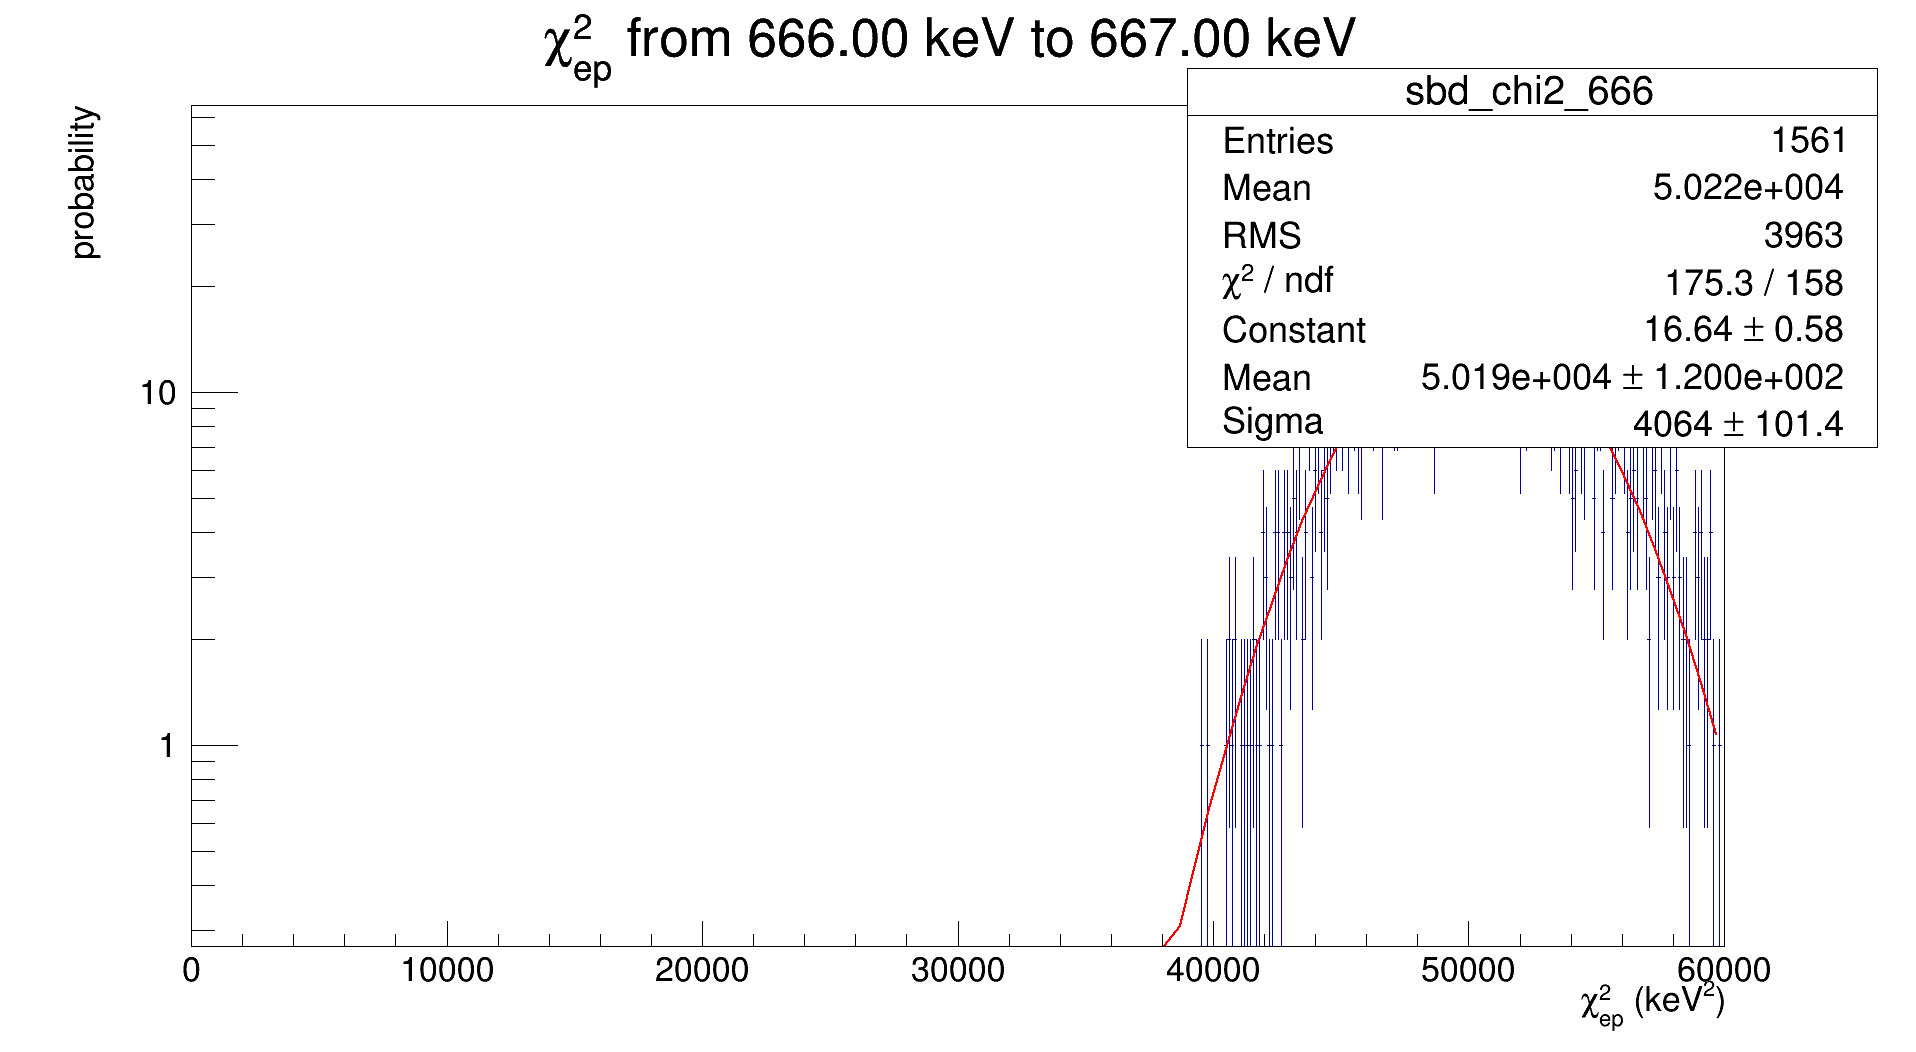 χ²ep from 666.00 keV to 667.00 keV
sbd_chi2_666
Entries 1561
Mean 5.022e+004
RMS 3963
χ² / ndf 175.3 / 158
Constant 16.64 ± 0.58
Mean 5.019e+004 ± 1.200e+002
Sigma 4064 ± 101.4
probability
10
1
0 10000 20000 30000 40000 50000 60000
χ²ep (keV²)